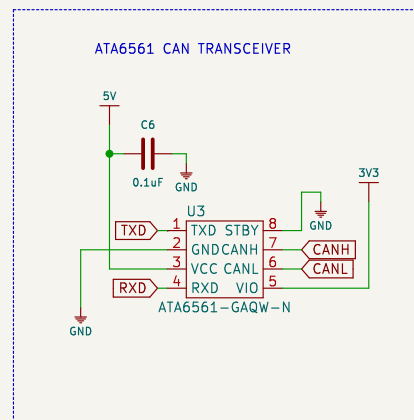 ATA6561 CAN TRANSCEIVER
5V
C6
0.1uF
GND
3V3
U3
GND
TXD 1 TXD STBY 8
2 GND CANH 7 CANH
3 VCC CANL 6 CANL
RXD 4 RXD VIO 5
ATA6561-GAQW-N
GND